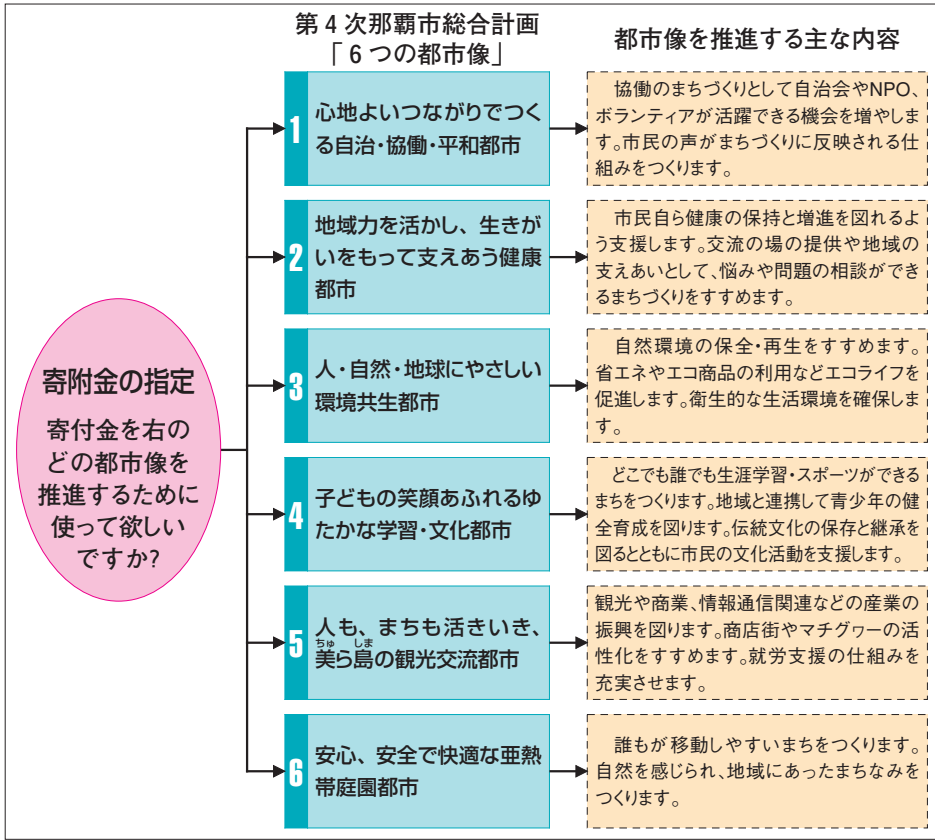 第4次那覇市総合計画
「6つの都市像」
都市像を推進する主な内容
寄附金の指定
寄付金を右の
どの都市像を
推進するために
使って欲しい
ですか?
1
心地よいつながりでつく
る自治・協働・平和都市
協働のまちづくりとして自治会やNPO、
ボランティアが活躍できる機会を増やしま
す。市民の声がまちづくりに反映される仕
組みをつくります。
2
地域力を活かし、生きが
いをもって支えあう健康
都市
市民自ら健康の保持と増進を図れるよ
う支援します。交流の場の提供や地域の
支えあいとして、悩みや問題の相談ができ
るまちづくりをすすめます。
3
人・自然・地球にやさしい
環境共生都市
自然環境の保全・再生をすすめます。
省エネやエコ商品の利用などエコライフを
促進します。衛生的な生活環境を確保しま
す。
4
子どもの笑顔あふれるゆ
たかな学習・文化都市
どこでも誰でも生涯学習・スポーツができる
まちをつくります。地域と連携して青少年の健
全育成を図ります。伝統文化の保存と継承を
図るとともに市民の文化活動を支援します。
5
人も、まちも活きいき、
ちゅ しま
美ら島の観光交流都市
観光や商業、情報通信関連などの産業の
振興を図ります。商店街やマチグヮーの活
性化をすすめます。就労支援の仕組みを
充実させます。
6
安心、安全で快適な亜熱
帯庭園都市
誰もが移動しやすいまちをつくります。
自然を感じられ、地域にあったまちなみを
つくります。